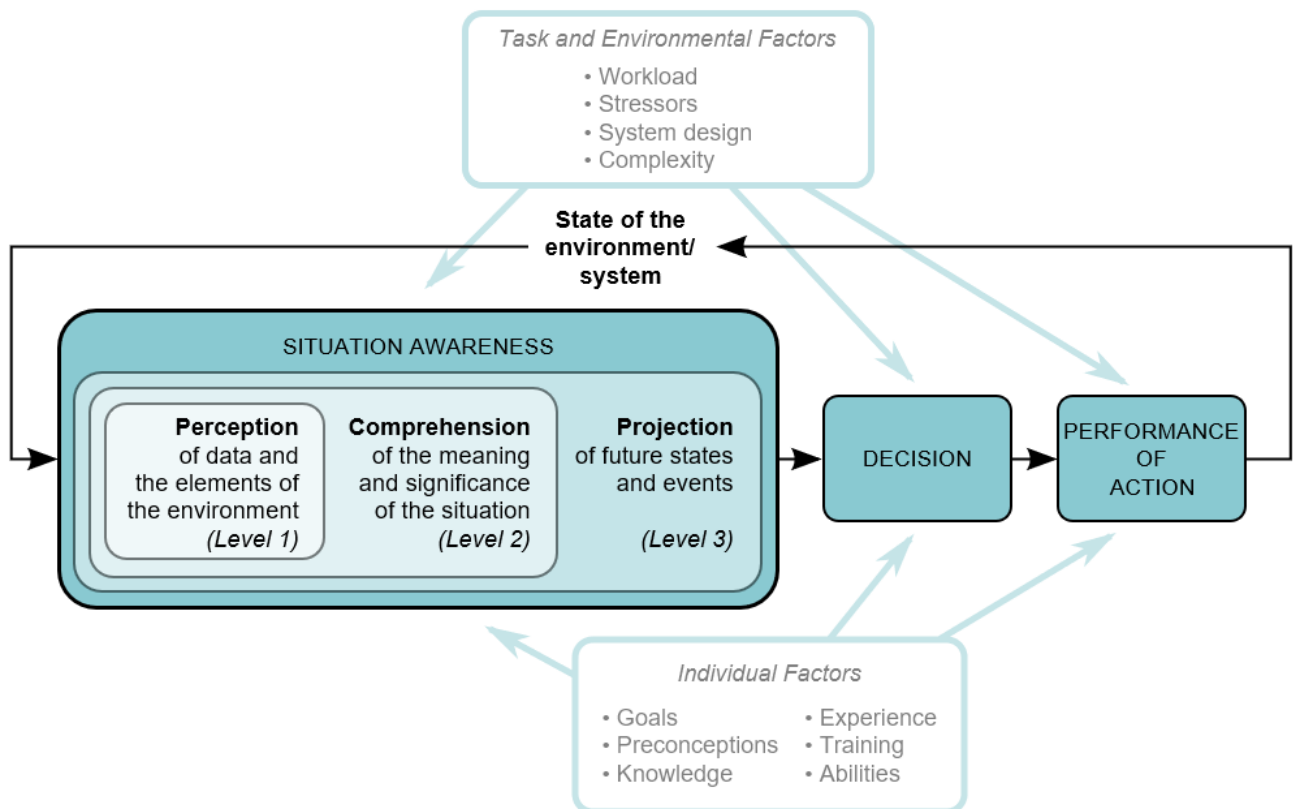 Task and Environmental Factors
• Workload
• Stressors
• System design
• Complexity
State of the
environment/
system
SITUATION AWARENESS
Perception
of data and
the elements of
the environment
(Level 1)
Comprehension
of the meaning
and significance
of the situation
(Level 2)
Projection
of future states
and events
(Level 3)
DECISION
PERFORMANCE
OF
ACTION
Individual Factors
• Goals
• Preconceptions
• Knowledge
• Experience
• Training
• Abilities